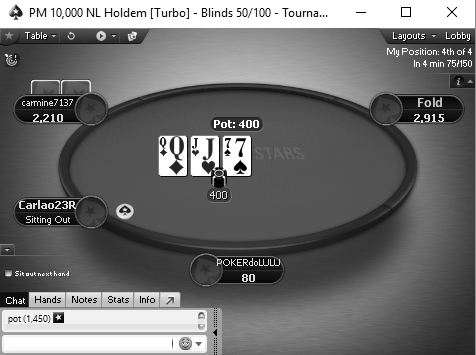 PM 10,000 NL Holdem [Turbo] - Blinds 50/100 - Tourna...
Table Layouts Lobby
My Position: 4th of 4
In 4 min 75/150
carmine7137
2,210
Fold
2,915
Pot: 400
Q J 7
Q J 7
STARS
400
Carlao23R
Sitting Out
POKERdoLULU
80
Sit out next hand
Chat Hands Notes Stats Info
pot (1,450)